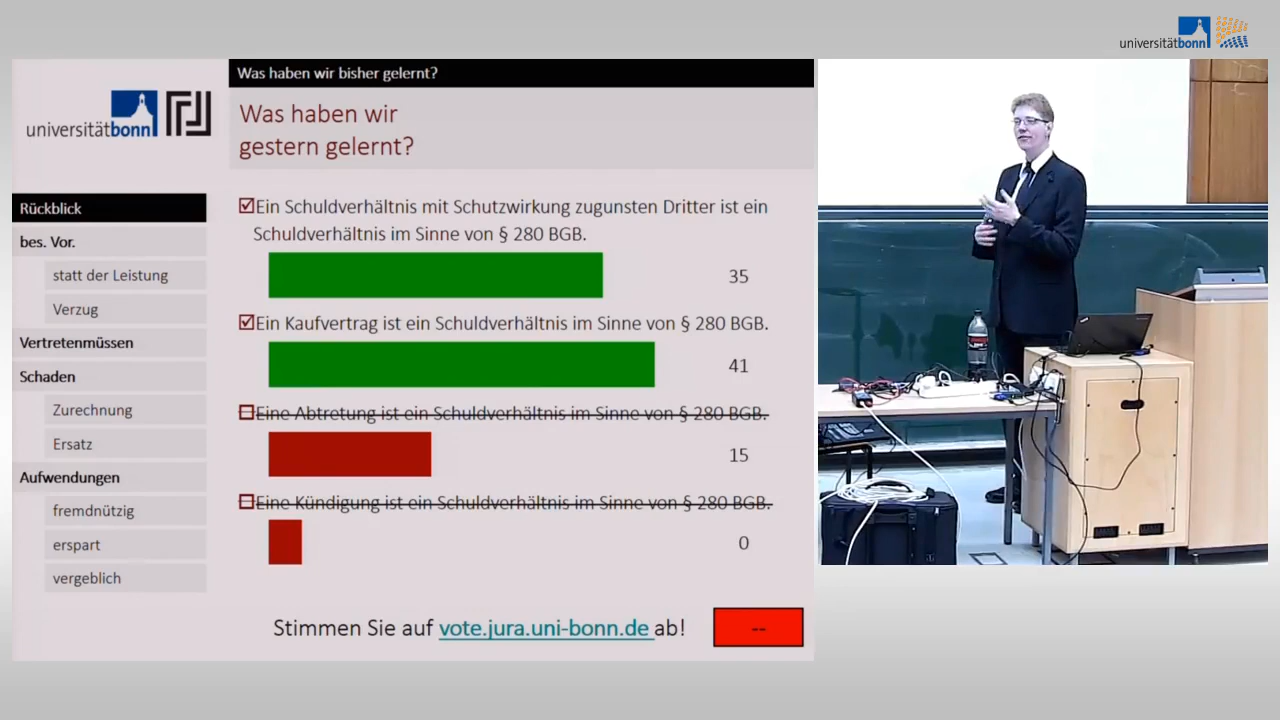 universitätbonn
Was haben wir bisher gelernt?
universitätbonn
Was haben wir
gestern gelernt?
Rückblick
bes. Vor.
statt der Leistung
Verzug
Vertretenmüssen
Schaden
Zurechnung
Ersatz
Aufwendungen
fremdnützig
erspart
vergeblich
Ein Schuldverhältnis mit Schutzwirkung zugunsten Dritter ist ein
Schuldverhältnis im Sinne von § 280 BGB.
35
Ein Kaufvertrag ist ein Schuldverhältnis im Sinne von § 280 BGB.
41
Eine Abtretung ist ein Schuldverhältnis im Sinne von § 280 BGB.
15
Eine Kündigung ist ein Schuldverhältnis im Sinne von § 280 BGB.
0
Stimmen Sie auf vote.jura.uni-bonn.de ab!
--